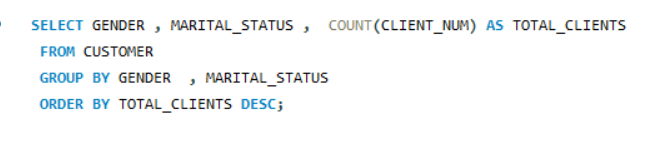 SELECT GENDER , MARITAL_STATUS ,  COUNT(CLIENT_NUM) AS TOTAL_CLIENTS
FROM CUSTOMER
GROUP BY GENDER  , MARITAL_STATUS
ORDER BY TOTAL_CLIENTS DESC;